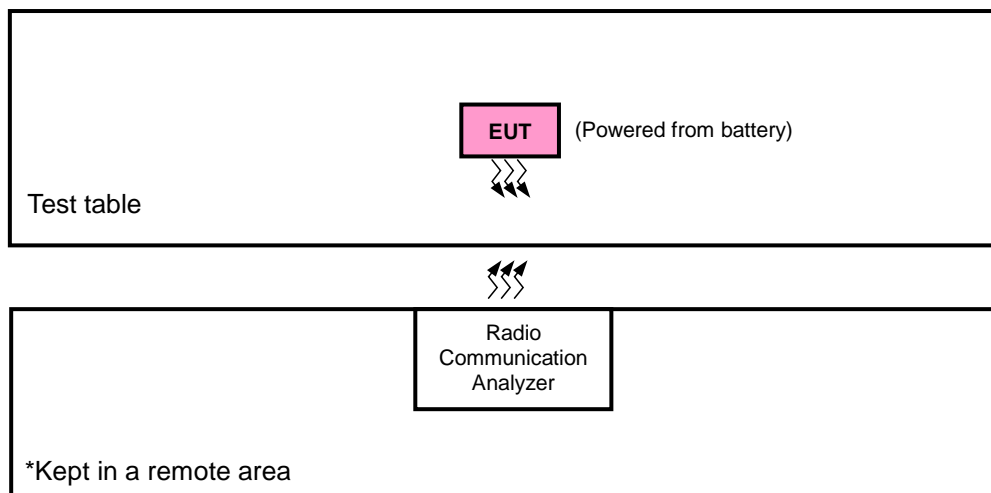 EUT
(Powered from battery)
Test table
Radio
Communication
Analyzer
*Kept in a remote area